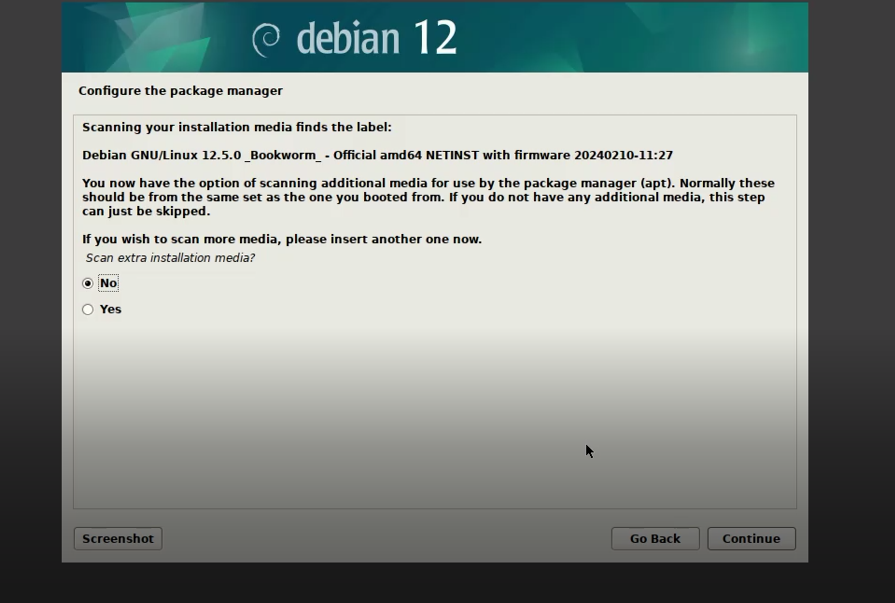 debian 12
Configure the package manager
Scanning your installation media finds the label:
Debian GNU/Linux 12.5.0 _Bookworm_ - Official amd64 NETINST with firmware 20240210-11:27
You now have the option of scanning additional media for use by the package manager (apt). Normally these
should be from the same set as the one you booted from. If you do not have any additional media, this step
can just be skipped.
If you wish to scan more media, please insert another one now.
Scan extra installation media?
No
Yes
Screenshot Go Back Continue